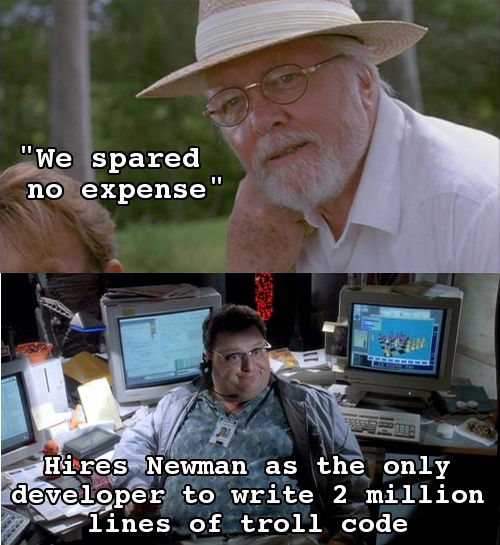 "We spared
no expense"
Hires Newman as the only
developer to write 2 million
lines of troll code